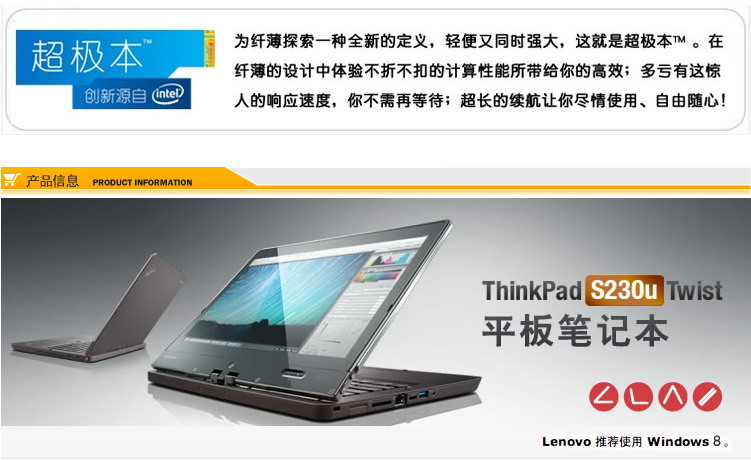 超极本™
创新源自 intel
为纤薄探索一种全新的定义，轻便又同时强大，这就是超极本™ 。在
纤薄的设计中体验不折不扣的计算性能所带给你的高效；多亏有这惊
人的响应速度，你不需再等待；超长的续航让你尽情使用、自由随心！
产品信息 PRODUCT INFORMATION
ThinkPad S230u Twist
平板笔记本
Lenovo 推荐使用 Windows 8 。